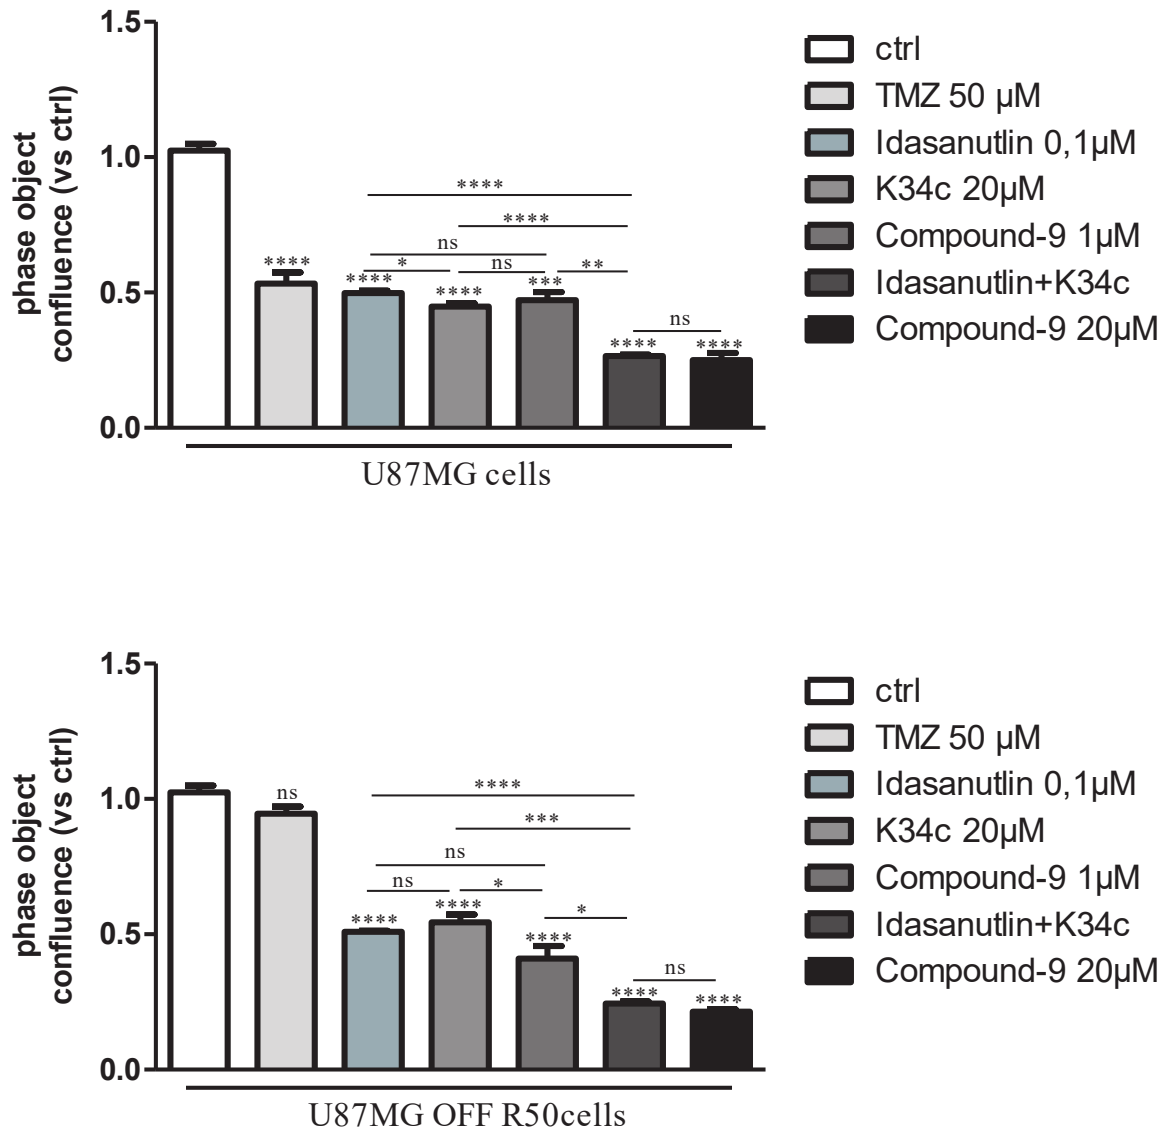 1.5
1.0
0.5
0.0
phase object
confluence (vs ctrl)
****
****
ns
*
ns
**
****
****
****
***
ns
****
****
U87MG cells
ctrl
TMZ 50 µM
Idasanutlin 0,1µM
K34c 20µM
Compound-9 1µM
Idasanutlin+K34c
Compound-9 20µM
1.5
1.0
0.5
0.0
phase object
confluence (vs ctrl)
****
ns
***
ns
ns
*
****
****
*
****
ns
****
****
U87MG OFF R50cells
ctrl
TMZ 50 µM
Idasanutlin 0,1µM
K34c 20µM
Compound-9 1µM
Idasanutlin+K34c
Compound-9 20µM